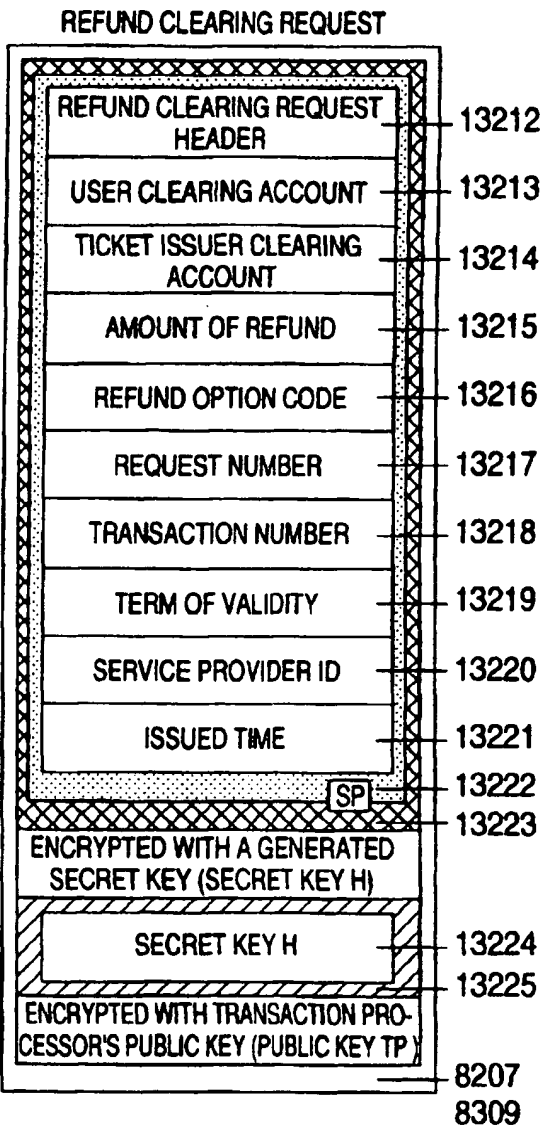 REFUND CLEARING REQUEST
REFUND CLEARING REQUEST
HEADER
13212
USER CLEARING ACCOUNT
13213
TICKET ISSUER CLEARING
ACCOUNT
13214
AMOUNT OF REFUND
13215
REFUND OPTION CODE
13216
REQUEST NUMBER
13217
TRANSACTION NUMBER
13218
TERM OF VALIDITY
13219
SERVICE PROVIDER ID
13220
ISSUED TIME
13221
SP
13222
13223
ENCRYPTED WITH A GENERATED
SECRET KEY (SECRET KEY H)
SECRET KEY H
13224
13225
ENCRYPTED WITH TRANSACTION PRO-
CESSOR'S PUBLIC KEY (PUBLIC KEY TP )
8207
8309